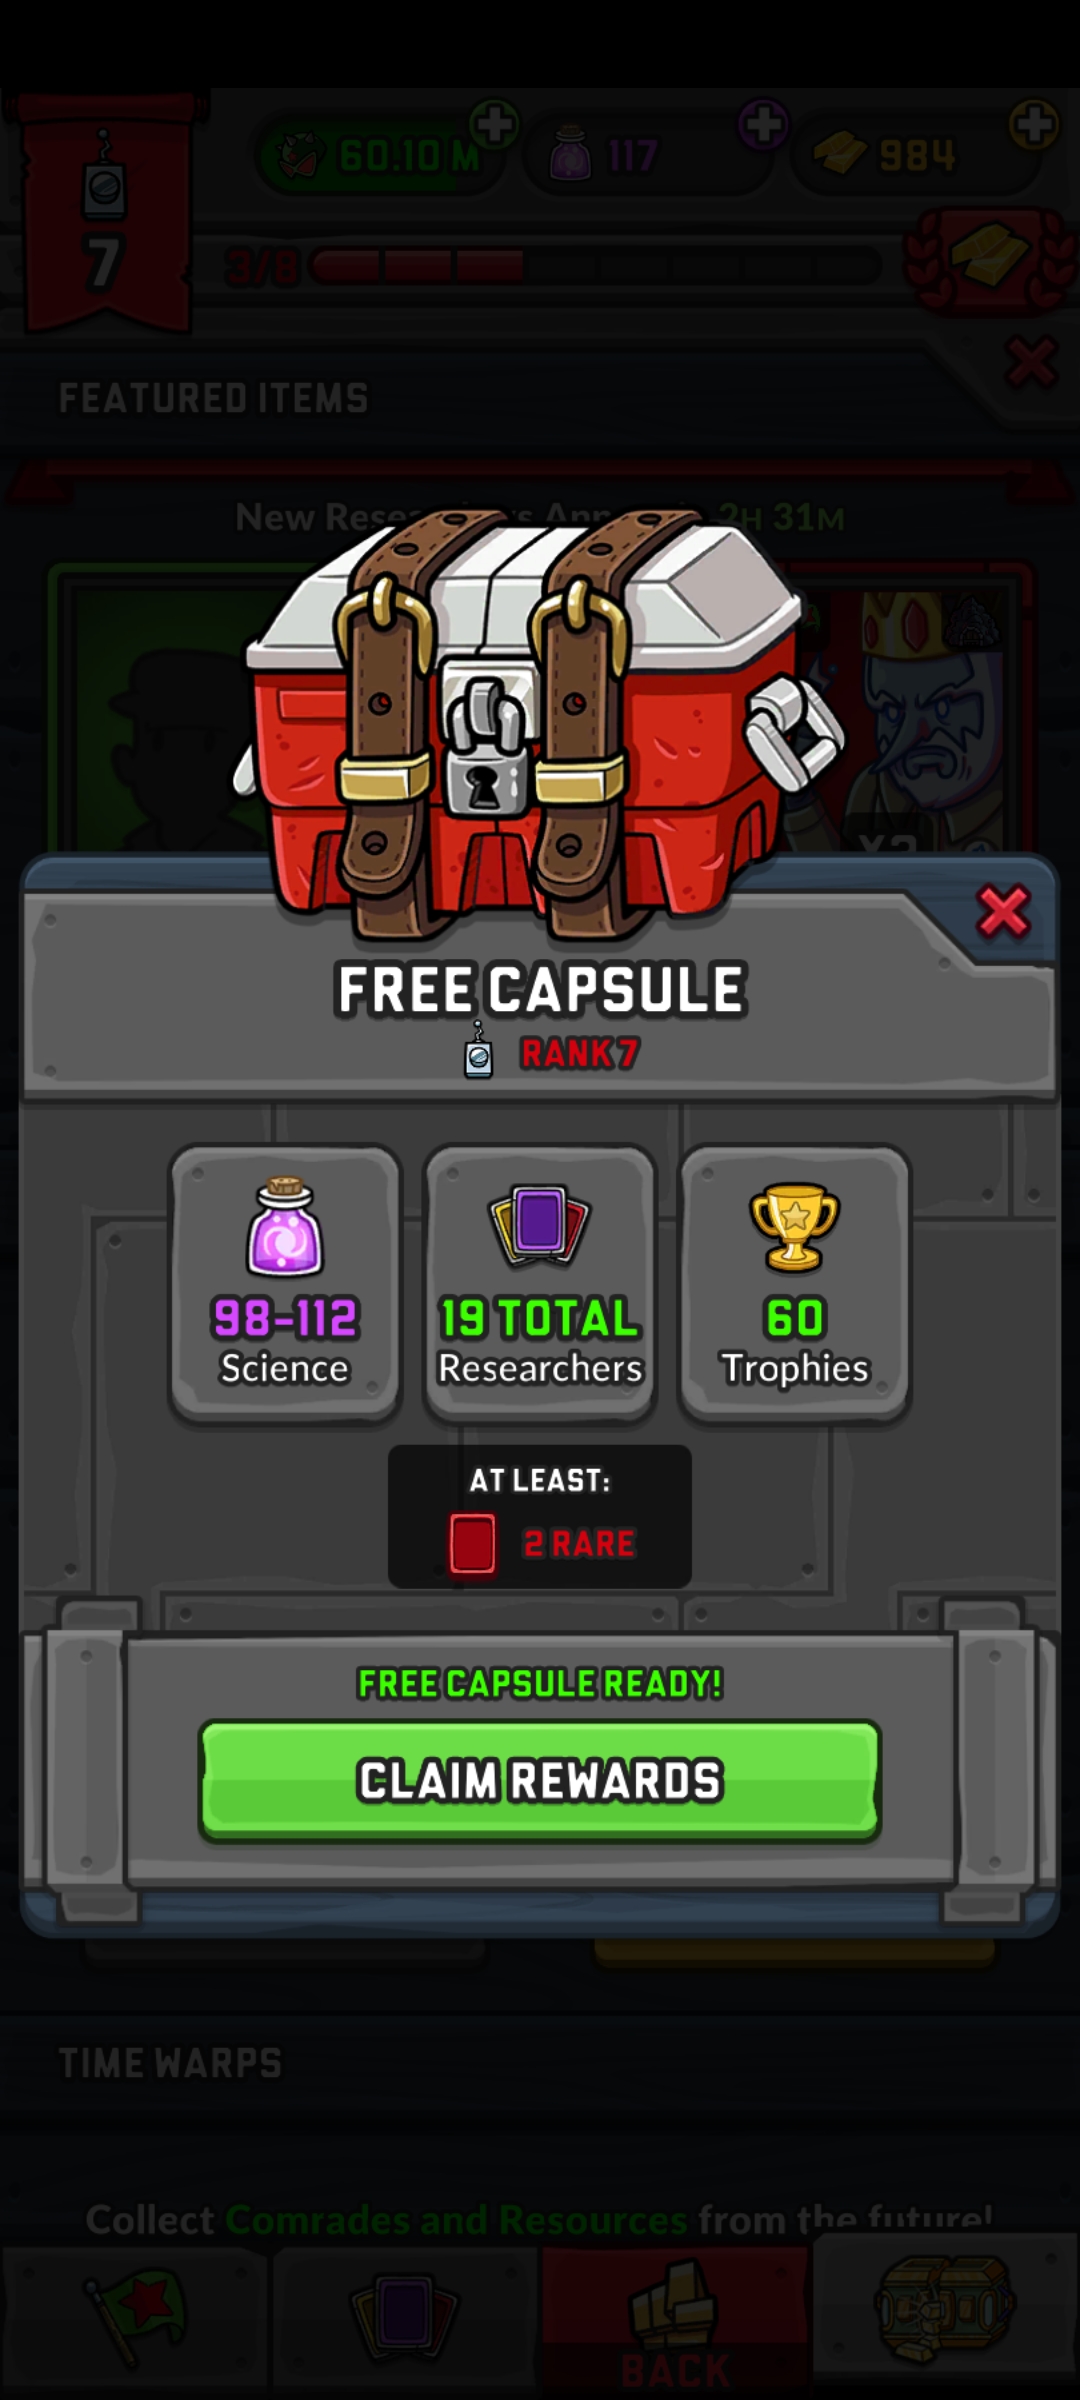 60.10 M
117
984
7
3/8
FEATURED ITEMS
New 2H 31M
X2
FREE CAPSULE
RANK 7
98-112
Science
19 TOTAL
Researchers
60
Trophies
AT LEAST:
2 RARE
FREE CAPSULE READY!
CLAIM REWARDS
TIME WARPS
Collect Comrades and Resources from the future!
BACK